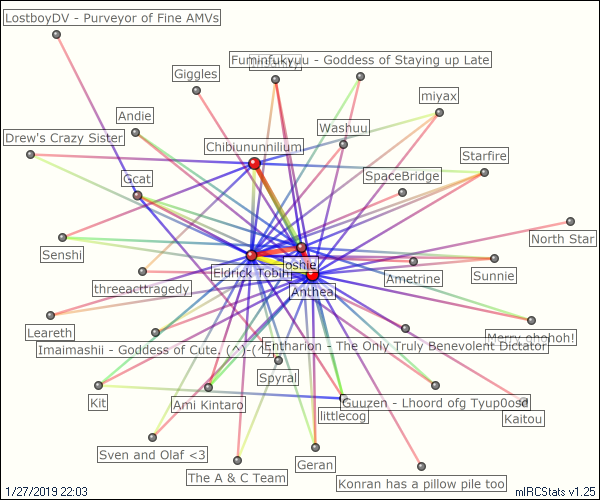 LostboyDV - Purveyor of Fine AMVs
Fuminfukyuu - Goddess of Staying up Late
Giggles
miyax
Andie
Washuu
Drew's Crazy Sister
Chibiununnilium
Starfire
Gcat
SpaceBridge
North Star
Senshi
Joshie
Eldrick Tobin
Ametrine
Sunnie
threeacttragedy
Anthea
Leareth
Merry ohohoh!
Imaimashii - Goddess of Cute. (^)-(^
Entharion - The Only Truly Benevolent Dictator
Spyral
Kit
Ami Kintaro
Guuzen - Lhoord ofg Tyup0osd
littlecog
Kaitou
Sven and Olaf <3
Geran
The A & C Team
Konran has a pillow pile too
1/27/2019 22:03
mIRCStats v1.25